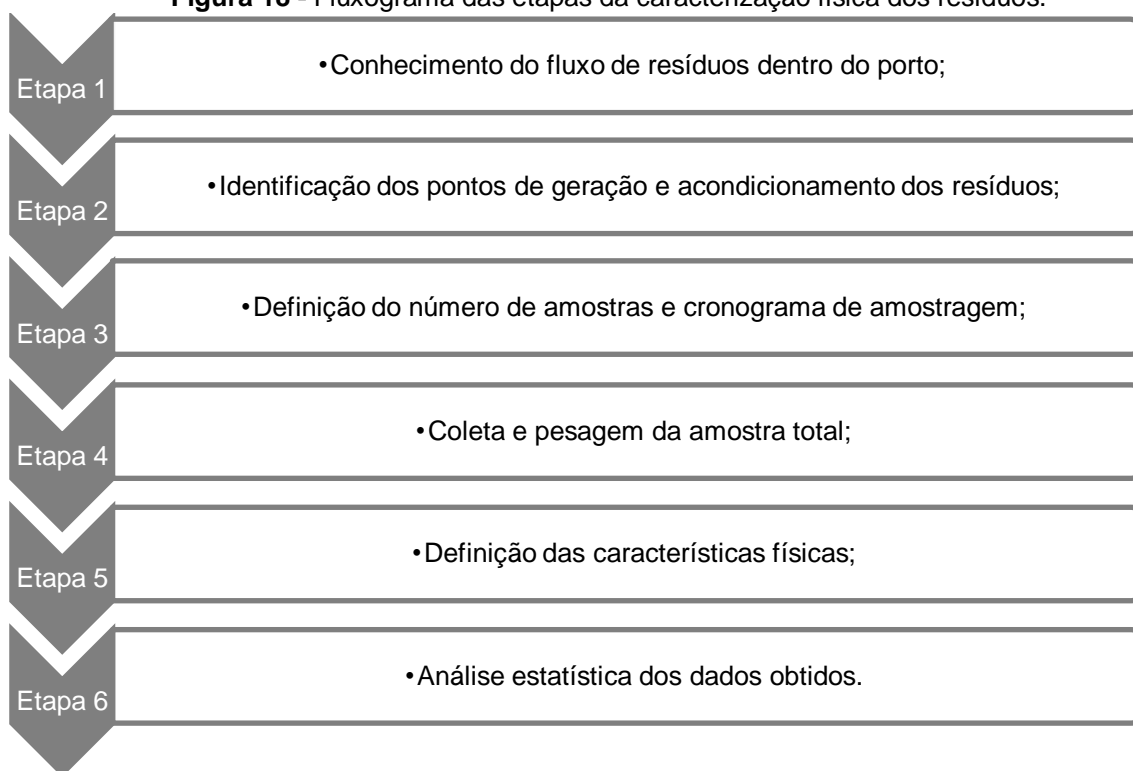 Figura 18 - Fluxograma das etapas da caracterização física dos resíduos.
Etapa 1
•Conhecimento do fluxo de resíduos dentro do porto;
Etapa 2
•Identificação dos pontos de geração e acondicionamento dos resíduos;
Etapa 3
•Definição do número de amostras e cronograma de amostragem;
Etapa 4
•Coleta e pesagem da amostra total;
Etapa 5
•Definição das características físicas;
Etapa 6
•Análise estatística dos dados obtidos.